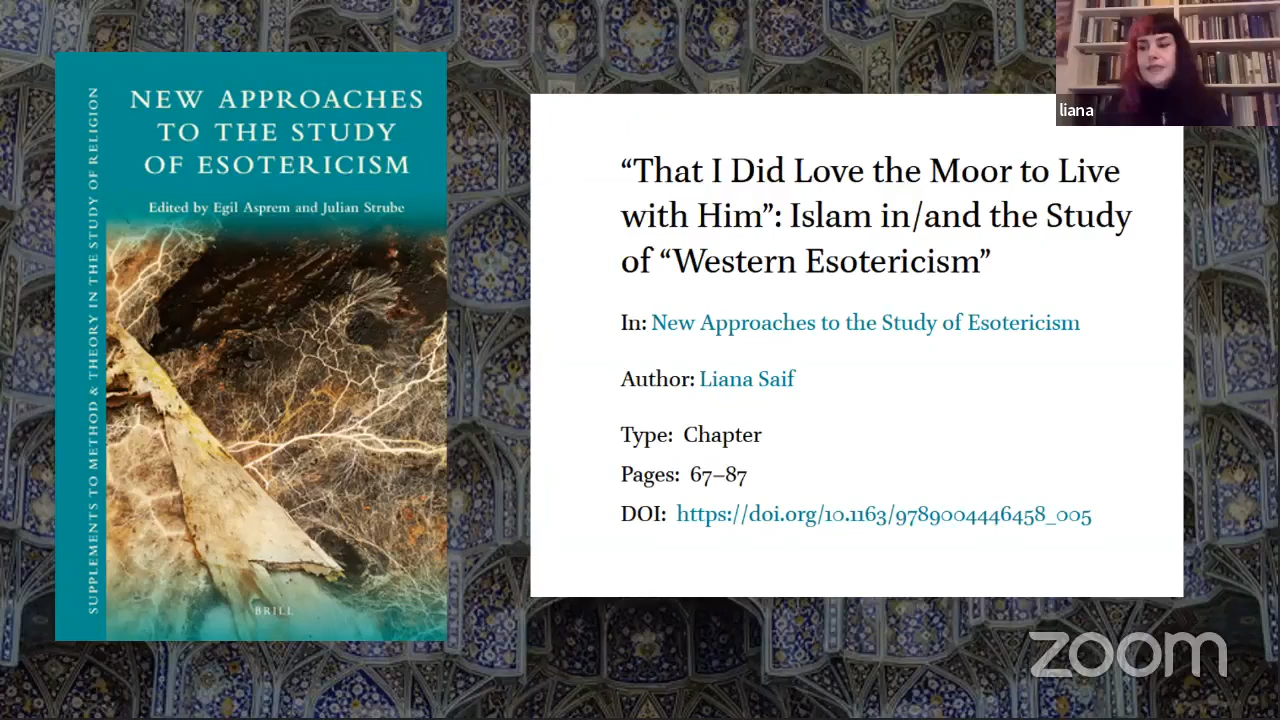 SUPPLEMENTS TO METHOD & THEORY IN THE STUDY OF RELIGION
NEW APPROACHES
TO THE STUDY
OF ESOTERICISM
Edited by Egil Asprem and Julian Strube
BRILL
“That I Did Love the Moor to Live
with Him”: Islam in/and the Study
of “Western Esotericism”
In: New Approaches to the Study of Esotericism
Author: Liana Saif
Type: Chapter
Pages: 67–87
DOI: https://doi.org/10.1163/9789004446458_005
liana
zoom